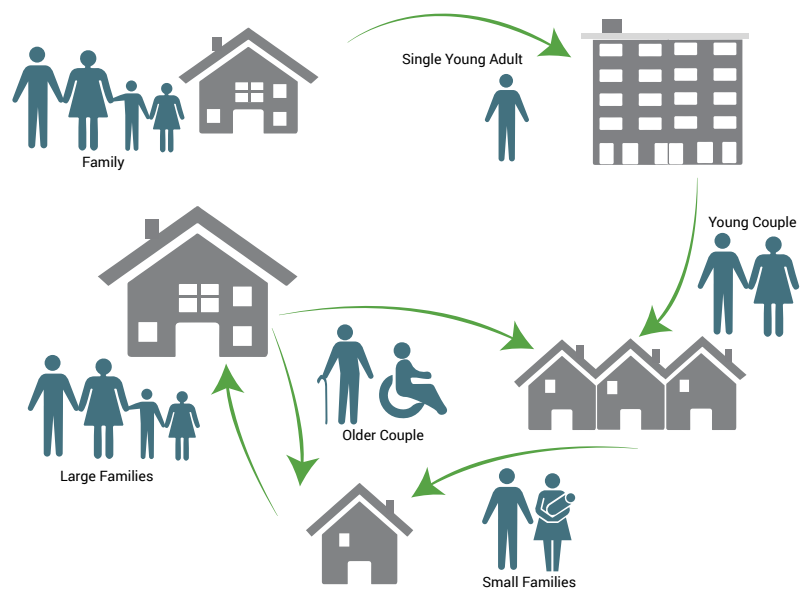 Single Young Adult
Family
Young Couple
Older Couple
Large Families
Small Families